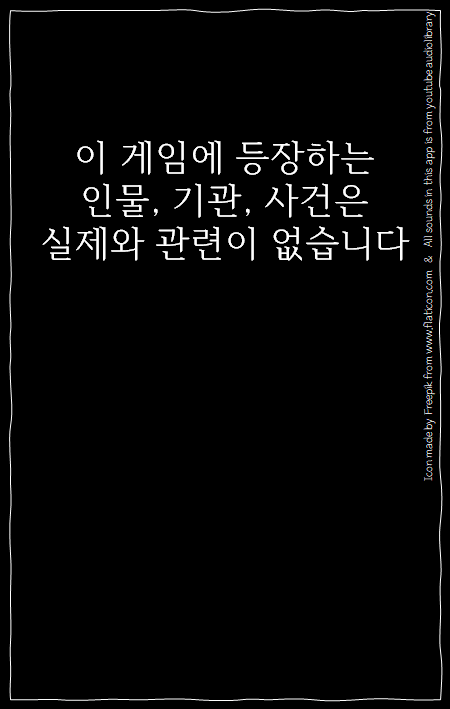 이 게임에 등장하는
인물, 기관, 사건은
실제와 관련이 없습니다
Icon made by Freepik from www.flaticon.com & All sounds in this app is from youtube audiolibrary